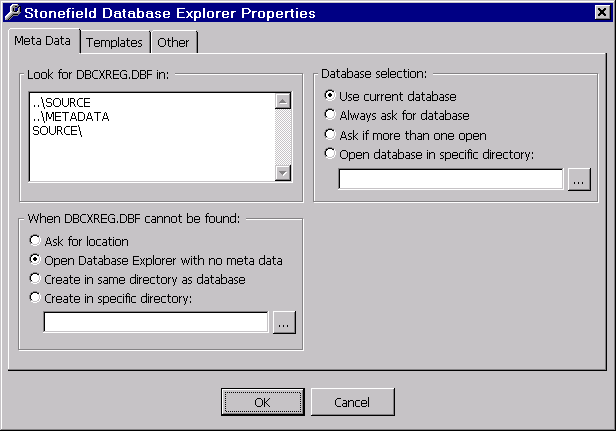 Stonefield Database Explorer Properties
Meta Data
Templates
Other
Look for DBCXREG.DBF in:
..\SOURCE
..\METADATA
SOURCE\
When DBCXREG.DBF cannot be found:
Ask for location
Open Database Explorer with no meta data
Create in same directory as database
Create in specific directory:
...
Database selection:
Use current database
Always ask for database
Ask if more than one open
Open database in specific directory:
...
OK
Cancel